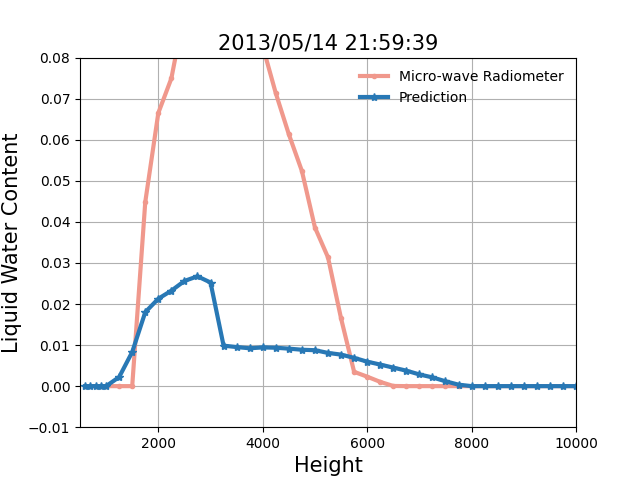 2013/05/14 21:59:39
Liquid Water Content
0.08
0.07
0.06
0.05
0.04
0.03
0.02
0.01
0.00
−0.01
Micro-wave Radiometer
Prediction
2000 4000 6000 8000 10000
Height